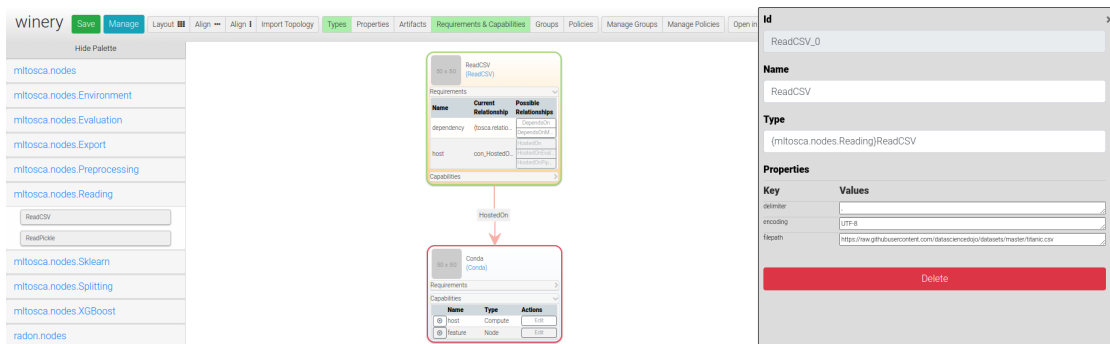 winery Save Manage Layout Align Align Import Topology Types Properties Artifacts Requirements & Capabilities Groups Policies Manage Groups Manage Policies Open in
Hide Palette
mltosca.nodes
mltosca.nodes.Environment
mltosca.nodes.Evaluation
mltosca.nodes.Export
mltosca.nodes.Preprocessing
mltosca.nodes.Reading
ReadCSV
ReadPickle
mltosca.nodes.Sklearn
mltosca.nodes.Splitting
mltosca.nodes.XGBoost
radon.nodes
ReadCSV
(ReadCSV)
Requirements
Name Current Relationship Possible Relationships
dependency (tosca relatio... DependsOn
DependsOnM...
host con_HostedO... HostedOn
Capabilities
HostedOn
Conda
(Conda)
Requirements
Capabilities
Name Type Actions
host Compute Edit
feature Node Edit
Id
ReadCSV_0
Name
ReadCSV
Type
{mltosca.nodes.Reading}ReadCSV
Properties
Key Values
delimiter ,
encoding UTF-8
filepath https://raw.githubusercontent.com/datasciencedojo/datasets/master/titanic.csv
Delete